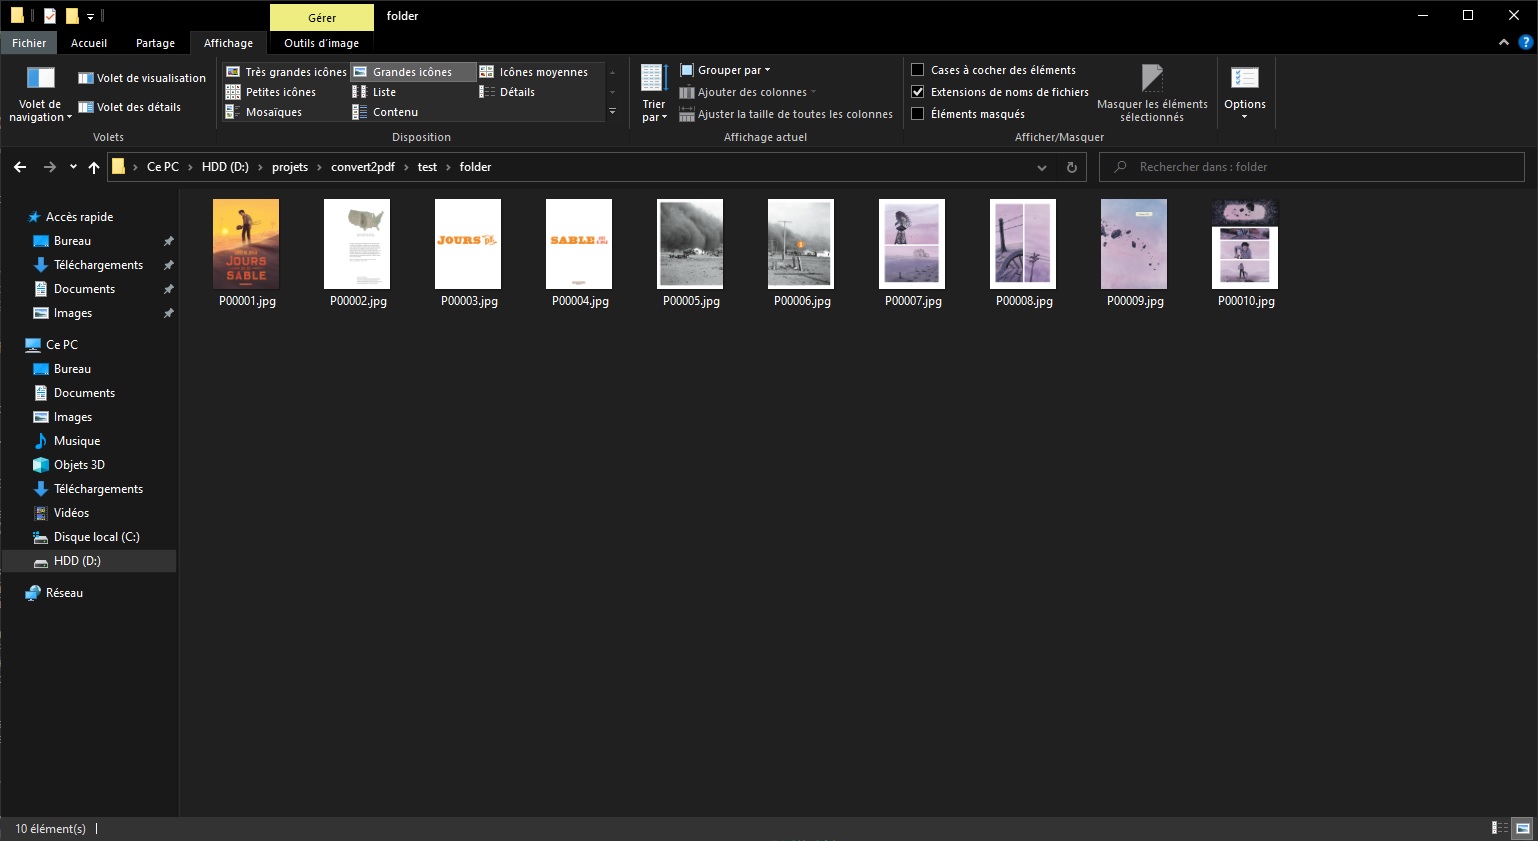 Gérer
folder
Fichier
Accueil
Partage
Affichage
Outils d'image
Volet de navigation
Volet de visualisation
Volet des détails
Volets
Très grandes icônes
Grandes icônes
Icônes moyennes
Petites icônes
Liste
Détails
Mosaïques
Contenu
Disposition
Trier par
Grouper par
Ajouter des colonnes
Ajuster la taille de toutes les colonnes
Affichage actuel
Cases à cocher des éléments
Extensions de noms de fichiers
Éléments masqués
Masquer les éléments sélectionnés
Afficher/Masquer
Options
Ce PC > HDD (D:) > projets > convert2pdf > test > folder
Rechercher dans : folder
Accès rapide
Bureau
Téléchargements
Documents
Images
Ce PC
Bureau
Documents
Images
Musique
Objets 3D
Téléchargements
Vidéos
Disque local (C:)
HDD (D:)
Réseau
JOURS
DE
SABLE
JOURS DE
SABLE
P00001.jpg
P00002.jpg
P00003.jpg
P00004.jpg
P00005.jpg
P00006.jpg
P00007.jpg
P00008.jpg
P00009.jpg
P00010.jpg
10 élément(s)